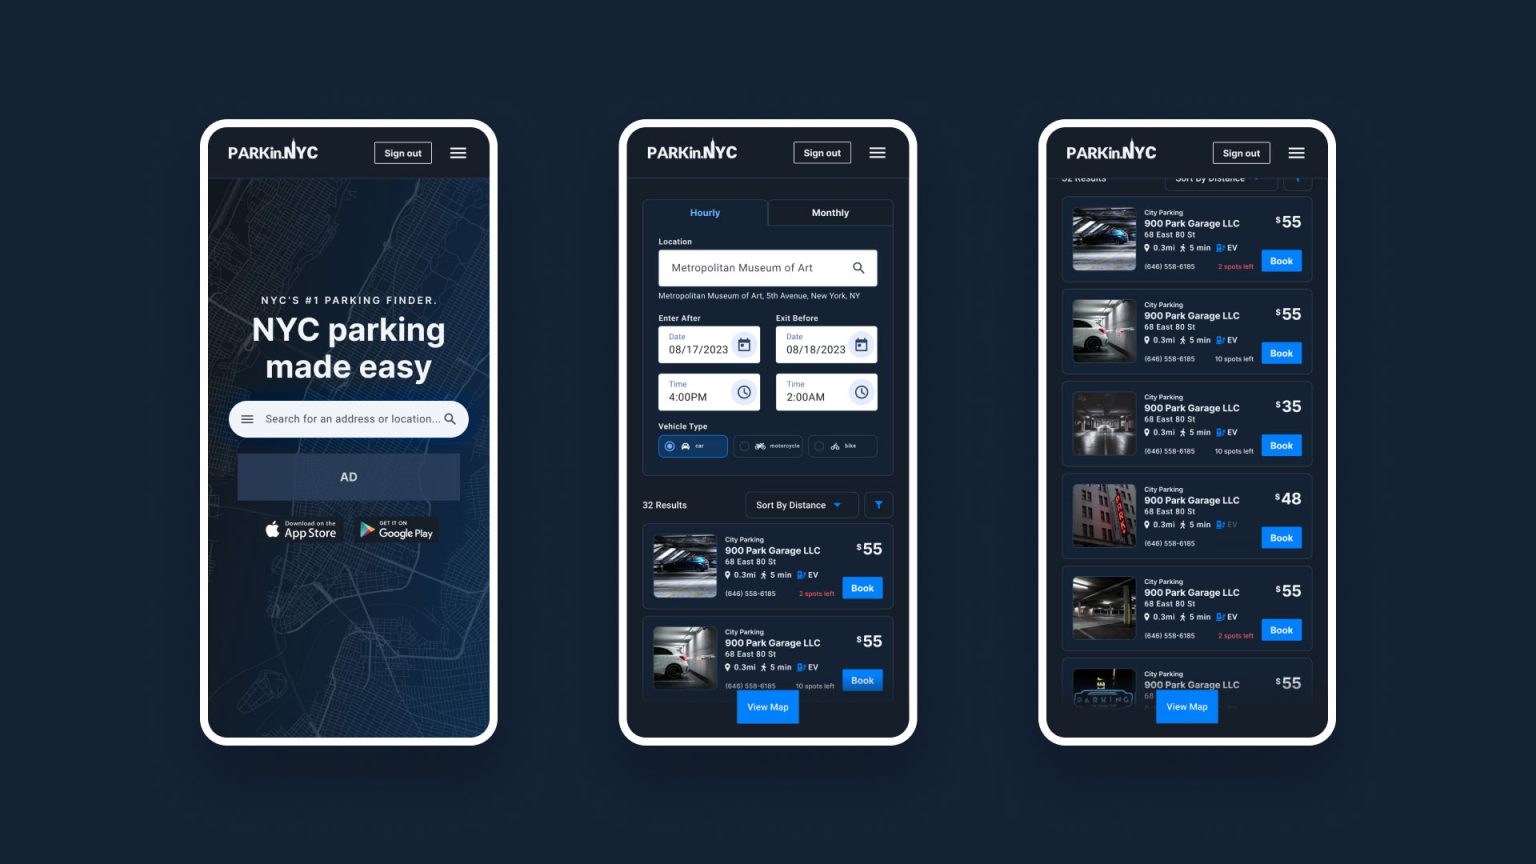 PARKin.NYC
Sign out
NYC'S #1 PARKING FINDER.
NYC parking
made easy
Search for an address or location...
AD
Download on the
App Store
GET IT ON
Google Play
PARKin.NYC
Sign out
Hourly
Monthly
Location
Metropolitan Museum of Art
Metropolitan Museum of Art, 5th Avenue, New York, NY
Enter After
Exit Before
Date
08/17/2023
Date
08/18/2023
Time
4:00PM
Time
2:00AM
Vehicle Type
car
motorcycle
bike
32 Results
Sort By Distance
City Parking
900 Park Garage LLC
$55
68 East 80 St
0.3mi 5 min EV
(646) 558-6185
2 spots left
Book
City Parking
900 Park Garage LLC
$55
68 East 80 St
0.3mi 5 min EV
(646) 558-6185
10 spots left
Book
View Map
PARKin.NYC
Sign out
32 Results
Sort By Distance
City Parking
900 Park Garage LLC
$55
68 East 80 St
0.3mi 5 min EV
(646) 558-6185
2 spots left
Book
City Parking
900 Park Garage LLC
$55
68 East 80 St
0.3mi 5 min EV
(646) 558-6185
10 spots left
Book
City Parking
900 Park Garage LLC
$35
68 East 80 St
0.3mi 5 min EV
(646) 558-6185
10 spots left
Book
PARK
City Parking
900 Park Garage LLC
$48
68 East 80 St
0.3mi 5 min EV
(646) 558-6185
Book
City Parking
900 Park Garage LLC
$55
68 East 80 St
0.3mi 5 min EV
(646) 558-6185
2 spots left
Book
PARKING
City Parking
900 Park Garage LLC
$55
68
View Map